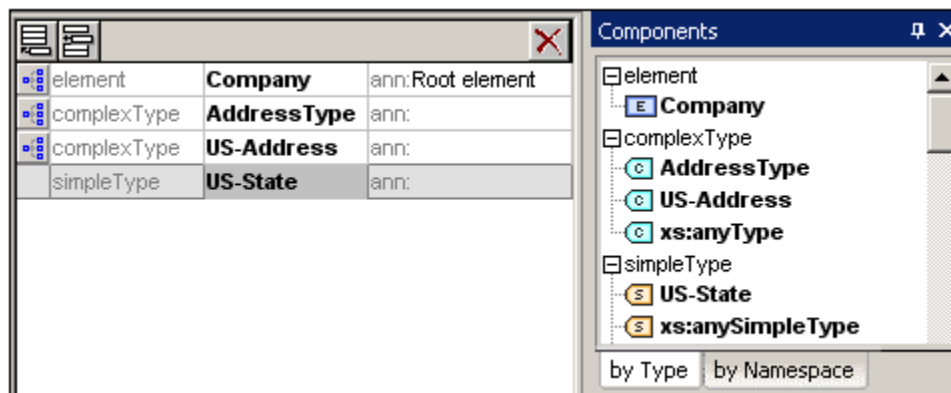 element Company ann:Root element
complexType AddressType ann:
complexType US-Address ann:
simpleType US-State ann:
Components
element
E Company
complexType
C AddressType
C US-Address
C xs:anyType
simpleType
S US-State
S xs:anySimpleType
by Type by Namespace